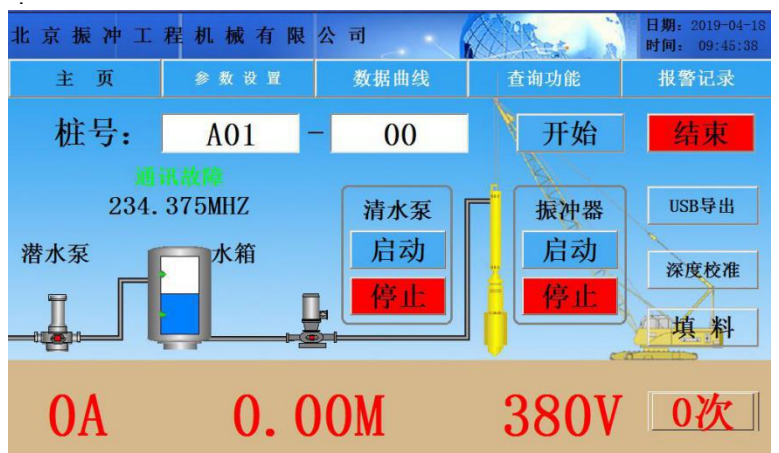 北京振冲工程机械有限公司
日期：2019-04-18
时间：09:45:38
主 页 参数设置 数据曲线 查询功能 报警记录
桩号： A01 - 00 开始 结束
通讯故障
234.375MHZ
清水泵 振冲器 USB导出
潜水泵 水箱 启动 启动 深度校准
停止 停止 填 料
0A 0.00M 380V 0次